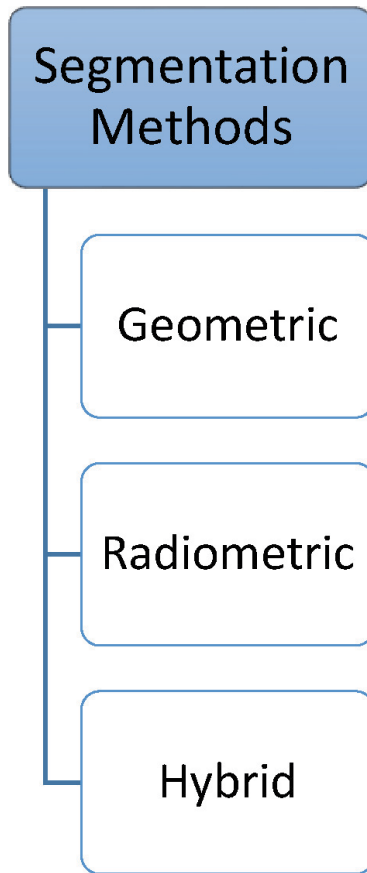 Segmentation
Methods
Geometric
Radiometric
Hybrid